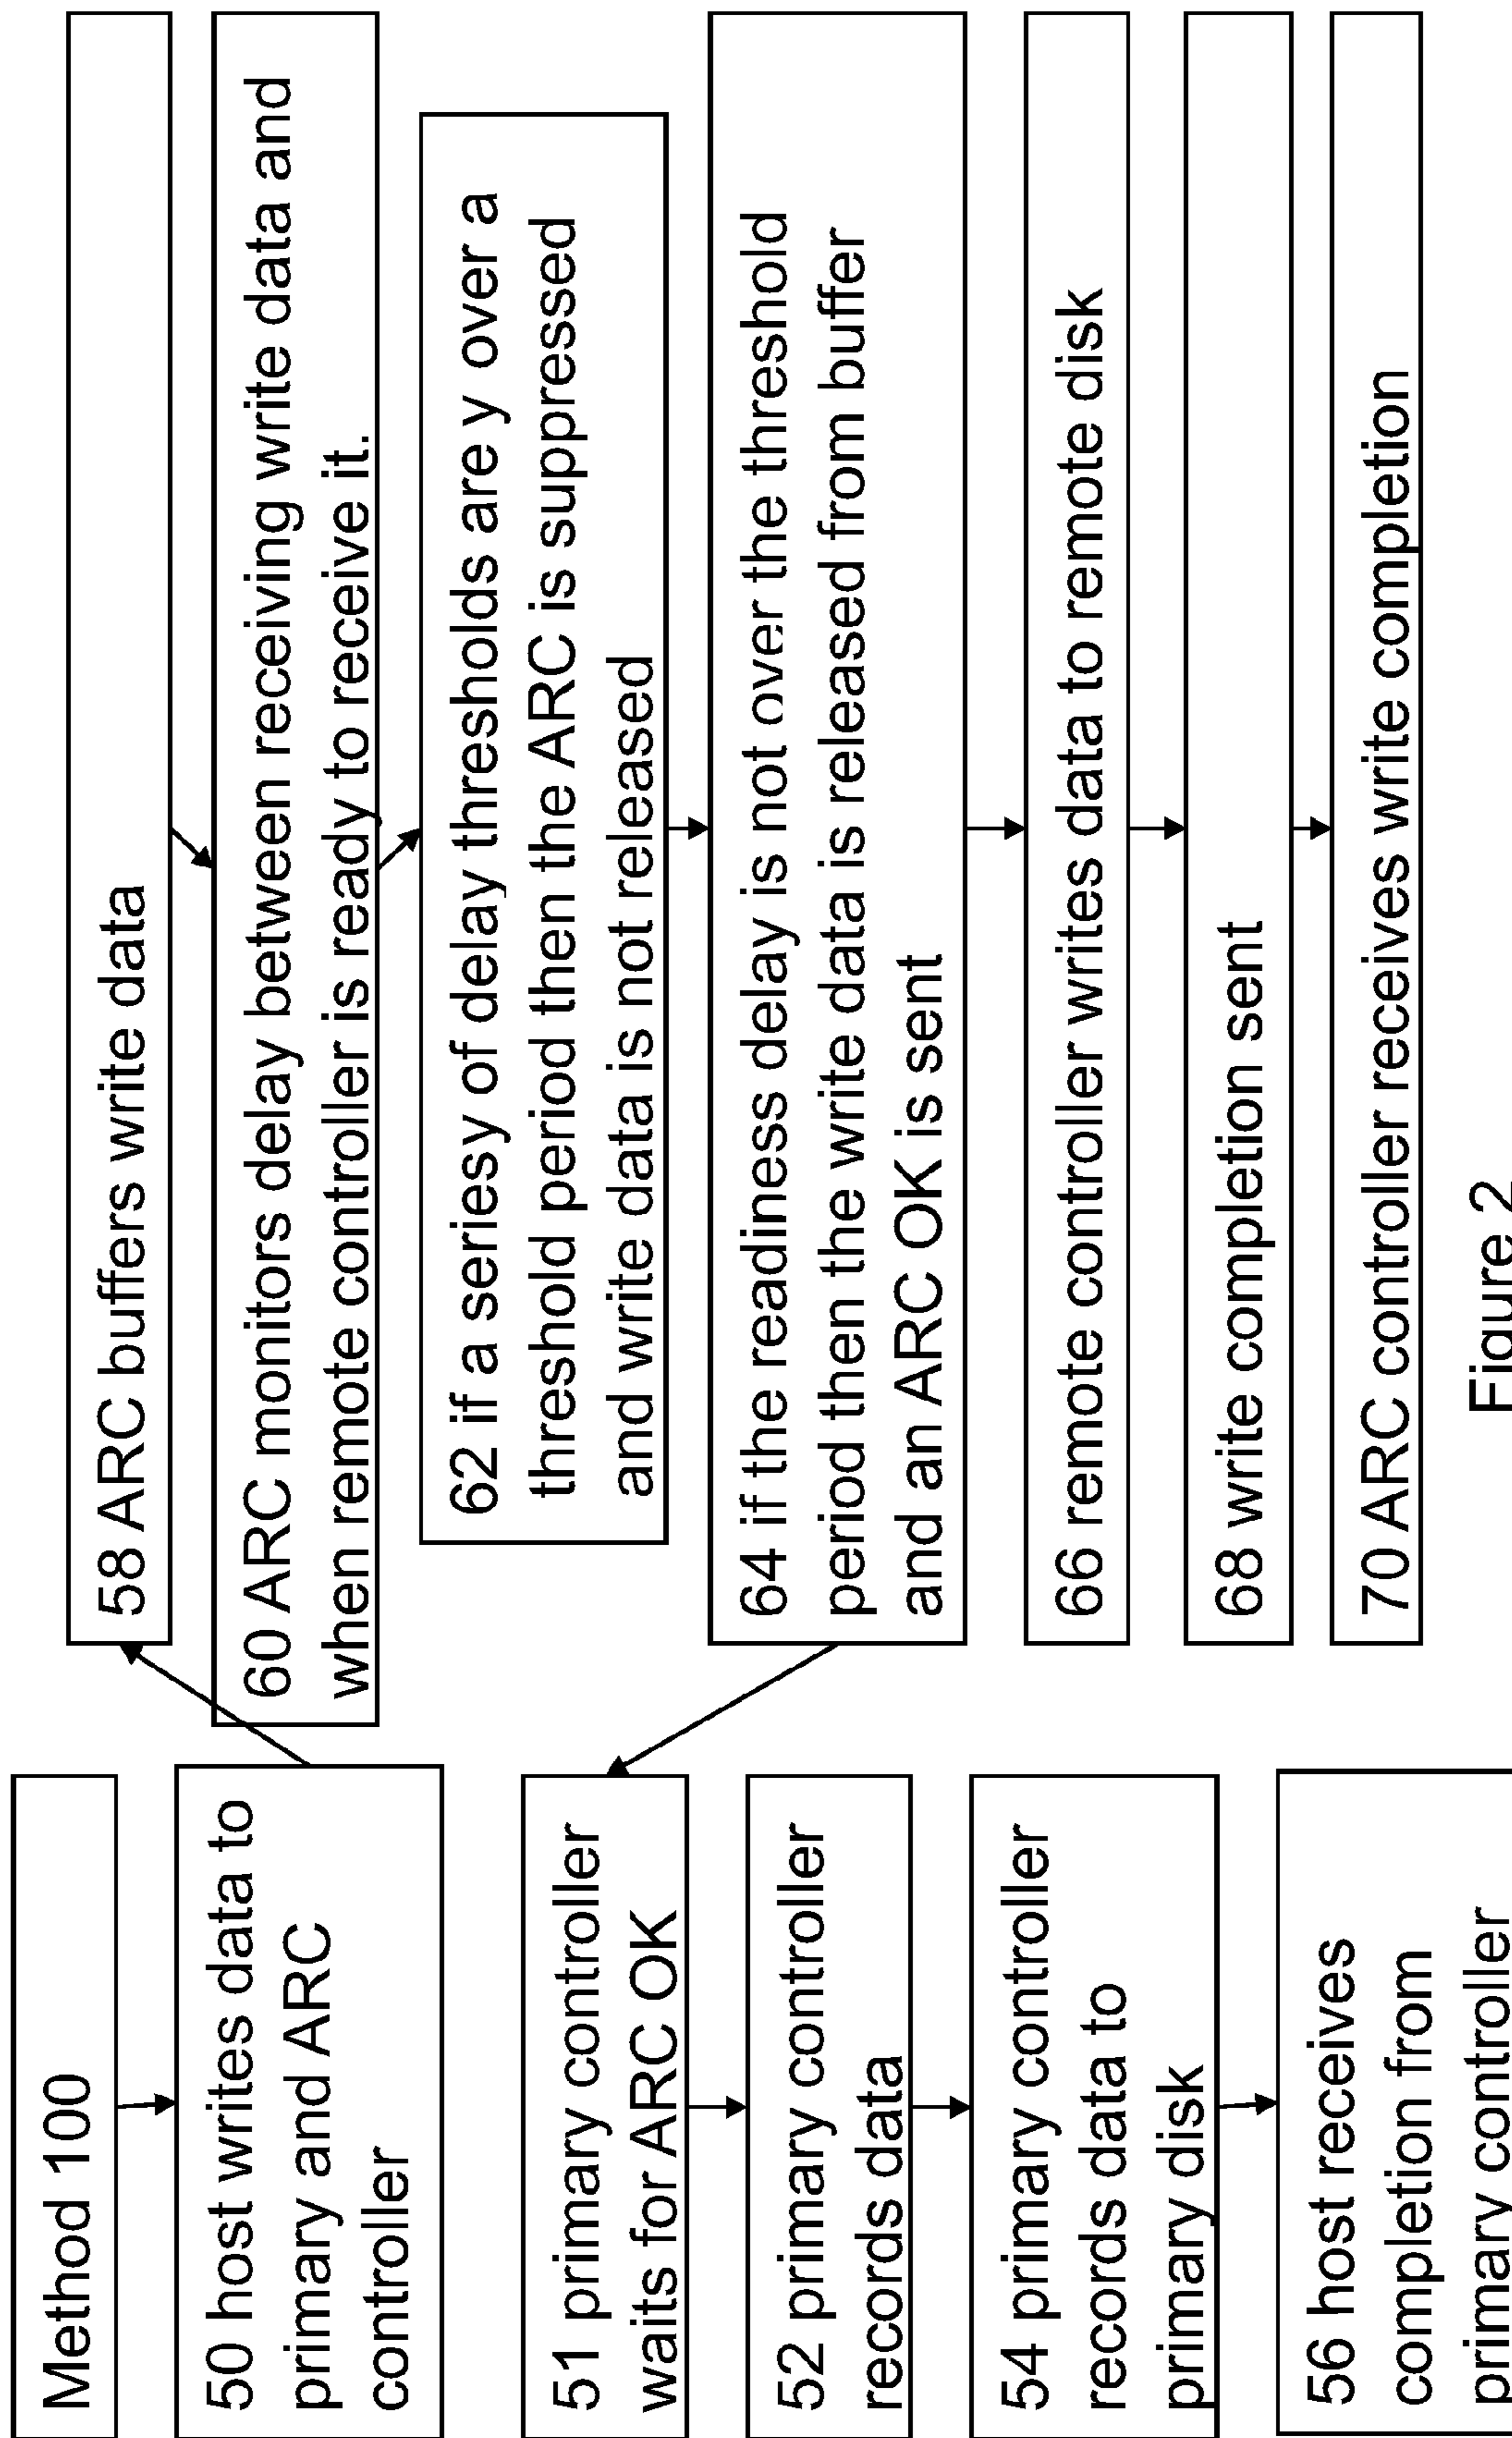 Method 100
50 host writes data to
primary and ARC
controller
51 primary controller
waits for ARC OK
52 primary controller
records data
54 primary controller
records data to
primary disk
56 host receives
completion from
primary controller
58 ARC buffers write data
60 ARC monitors delay between receiving write data and
when remote controller is ready to receive it.
62 if a seriesy of delay thresholds are y over a
threshold period then the ARC is suppressed
and write data is not released
64 if the readiness delay is not over the threshold
period then the write data is released from buffer
and an ARC OK is sent
66 remote controller writes data to remote disk
68 write completion sent
70 ARC controller receives write completion
Figure 2